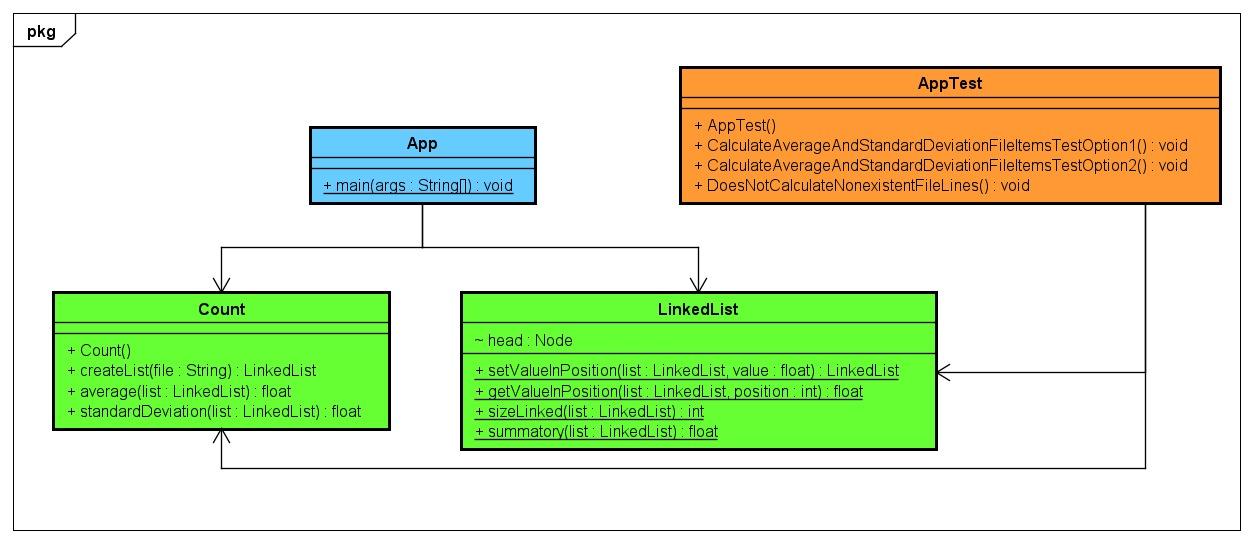 pkg
AppTest
+ AppTest()
+ CalculateAverageAndStandardDeviationFileItemsTestOption1() : void
+ CalculateAverageAndStandardDeviationFileItemsTestOption2() : void
+ DoesNotCalculateNonexistentFileLines() : void
App
+ main(args : String[]) : void
Count
+ Count()
+ createList(file : String) : LinkedList
+ average(list : LinkedList) : float
+ standardDeviation(list : LinkedList) : float
LinkedList
~ head : Node
+ setValueInPosition(list : LinkedList, value : float) : LinkedList
+ getValueInPosition(list : LinkedList, position : int) : float
+ sizeLinked(list : LinkedList) : int
+ summatory(list : LinkedList) : float